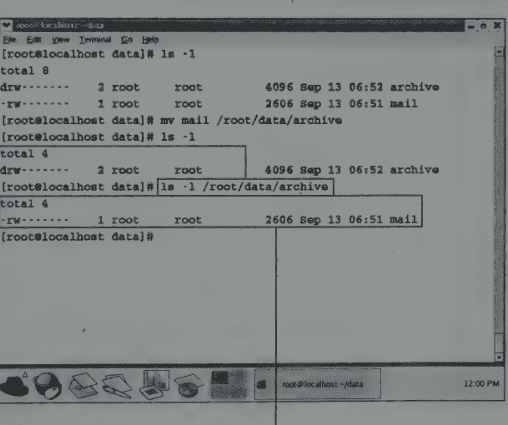 root@localhost:~/data
File Edit View Terminal Go Help
[root@localhost data]# ls -l
total 8
drw------- 2 root root 4096 Sep 13 06:52 archive
-rw------- 1 root root 2606 Sep 13 06:51 mail
[root@localhost data]# mv mail /root/data/archive
[root@localhost data]# ls -l
total 4
drw------- 2 root root 4096 Sep 13 06:52 archive
[root@localhost data]# ls -l /root/data/archive
total 4
-rw------- 1 root root 2606 Sep 13 06:51 mail
[root@localhost data]#
root@localhost:~/data
12:00 PM